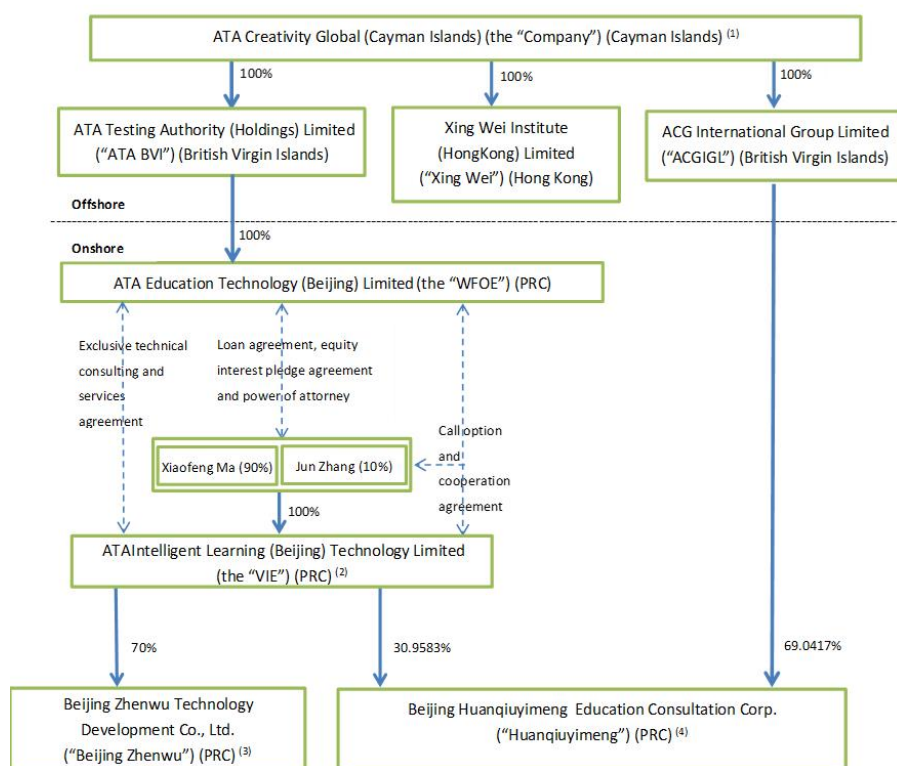 ATA Creativity Global (Cayman Islands) (the “Company”) (Cayman Islands) (1)
100%
100%
100%
ATA Testing Authority (Holdings) Limited
(“ATA BVI”) (British Virgin Islands)
Xing Wei Institute
(HongKong) Limited
(“Xing Wei”) (Hong Kong)
ACG International Group Limited
(“ACGIGL”) (British Virgin Islands)
Offshore
Onshore
100%
ATA Education Technology (Beijing) Limited (the “WFOE”) (PRC)
Exclusive technical
consulting and
services
agreement
Loan agreement, equity
interest pledge agreement
and power of attorney
Call option
and
cooperation
agreement
Xiaofeng Ma (90%)
Jun Zhang (10%)
100%
ATAIntelligent Learning (Beijing) Technology Limited
(the “VIE”) (PRC) (2)
70%
30.9583%
69.0417%
Beijing Zhenwu Technology
Development Co., Ltd.
(“Beijing Zhenwu”) (PRC) (3)
Beijing Huanqiuyimeng Education Consultation Corp.
(“Huanqiuyimeng”) (PRC) (4)